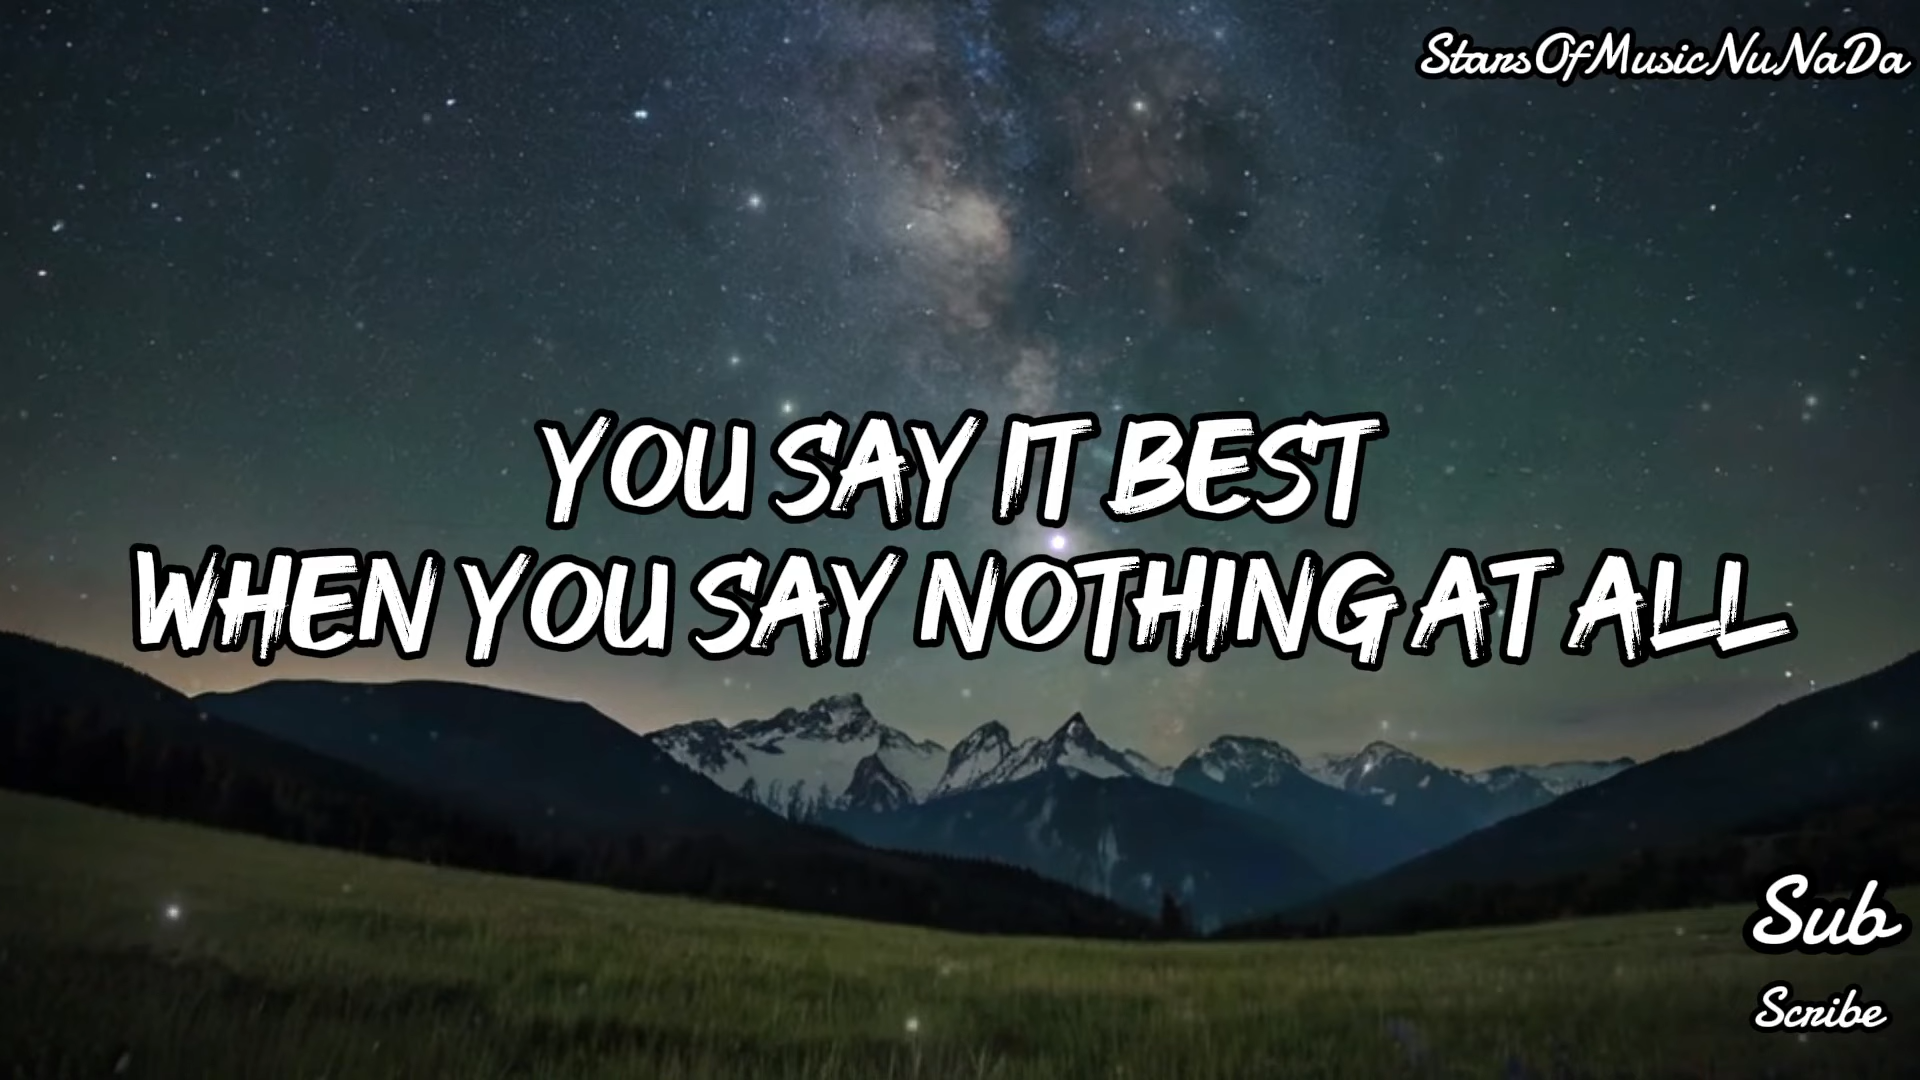 StarsOfMusicNuNaDa
YOU SAY IT BEST
WHEN YOU SAY NOTHING AT ALL
Sub
Scribe